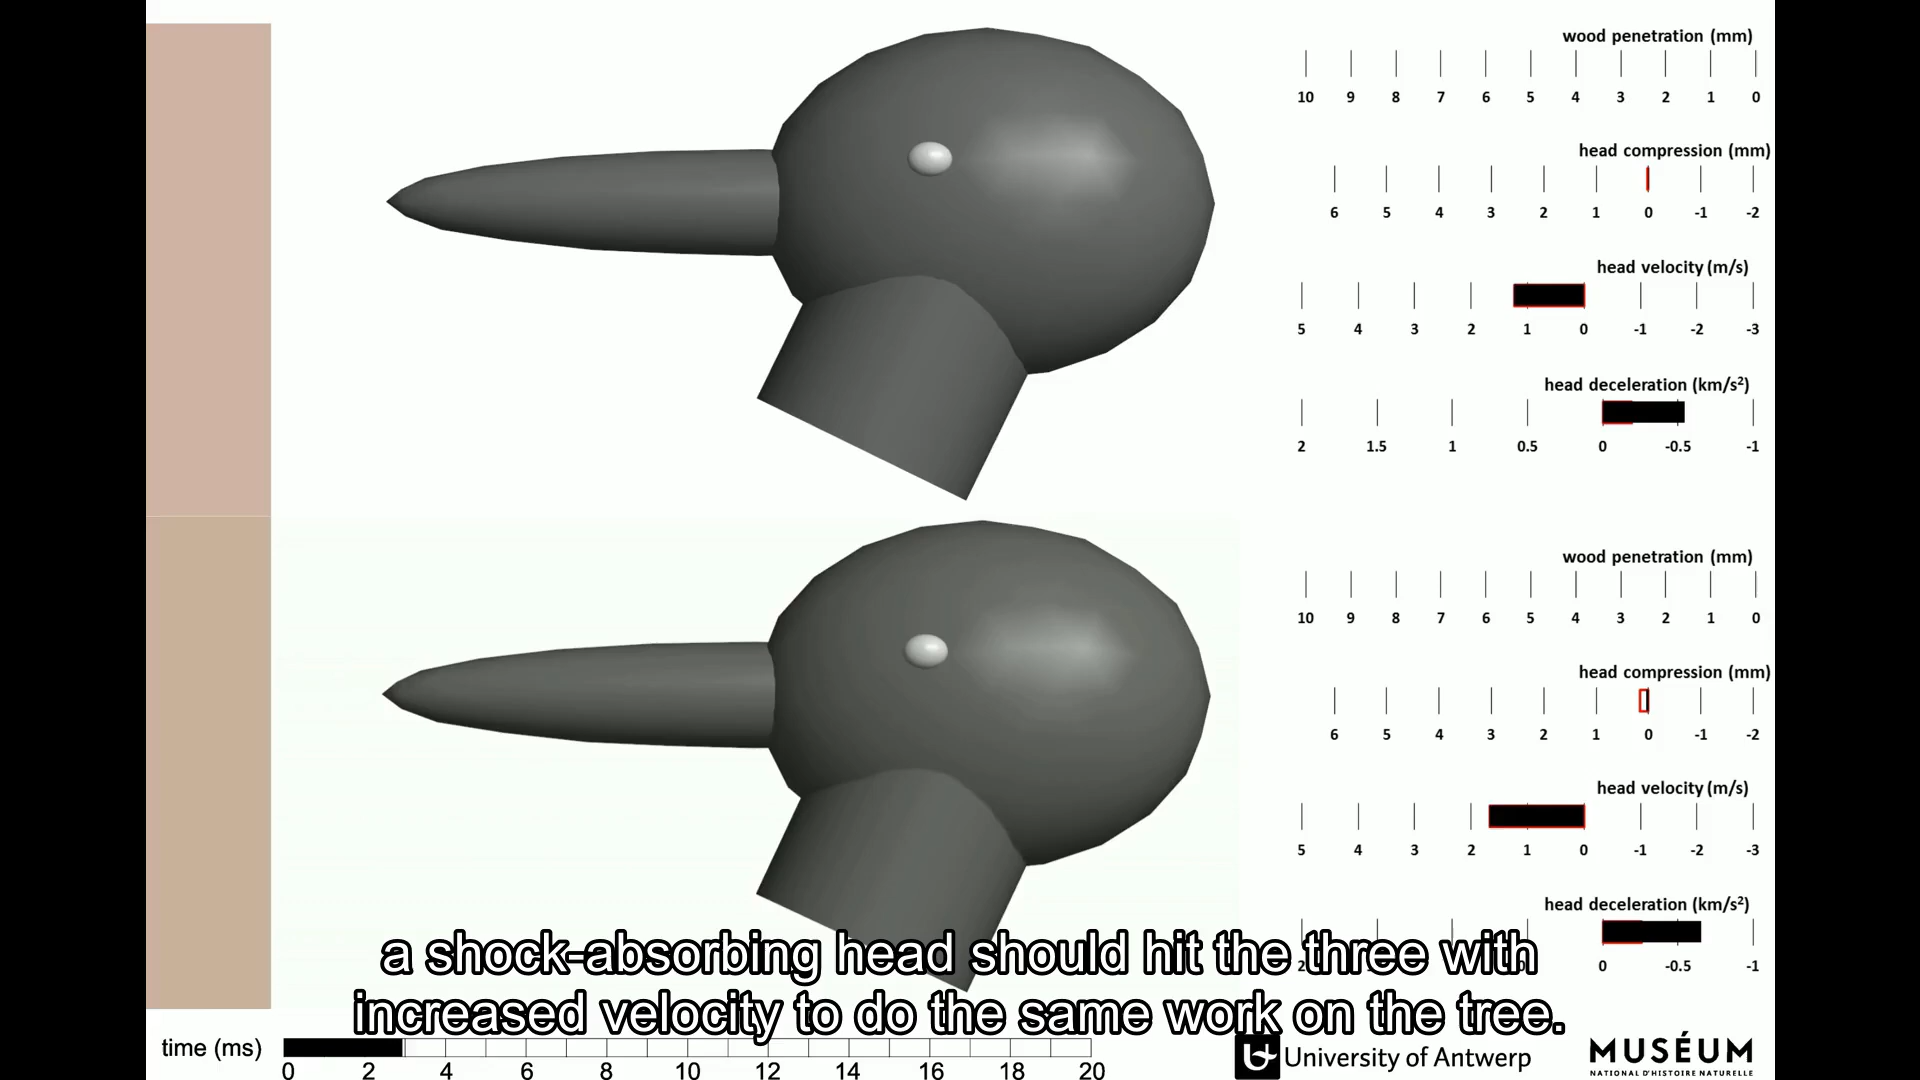 wood penetration (mm)
10 9 8 7 6 5 4 3 2 1 0
head compression (mm)
6 5 4 3 2 1 0 -1 -2
head velocity (m/s)
5 4 3 2 1 0 -1 -2 -3
head deceleration (km/s²)
2 1.5 1 0.5 0 -0.5 -1
wood penetration (mm)
10 9 8 7 6 5 4 3 2 1 0
head compression (mm)
6 5 4 3 2 1 0 -1 -2
head velocity (m/s)
5 4 3 2 1 0 -1 -2 -3
head deceleration (km/s²)
0 -0.5 -1
a shock-absorbing head should hit the three with
increased velocity to do the same work on the tree.
time (ms)
0 2 4 6 8 10 12 14 16 18 20
University of Antwerp
MUSÉUM
NATIONAL D'HISTOIRE NATURELLE